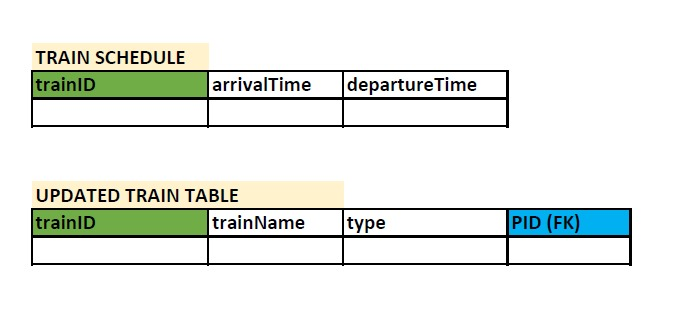 TRAIN SCHEDULE
trainID arrivalTime departureTime
UPDATED TRAIN TABLE
trainID trainName type PID (FK)